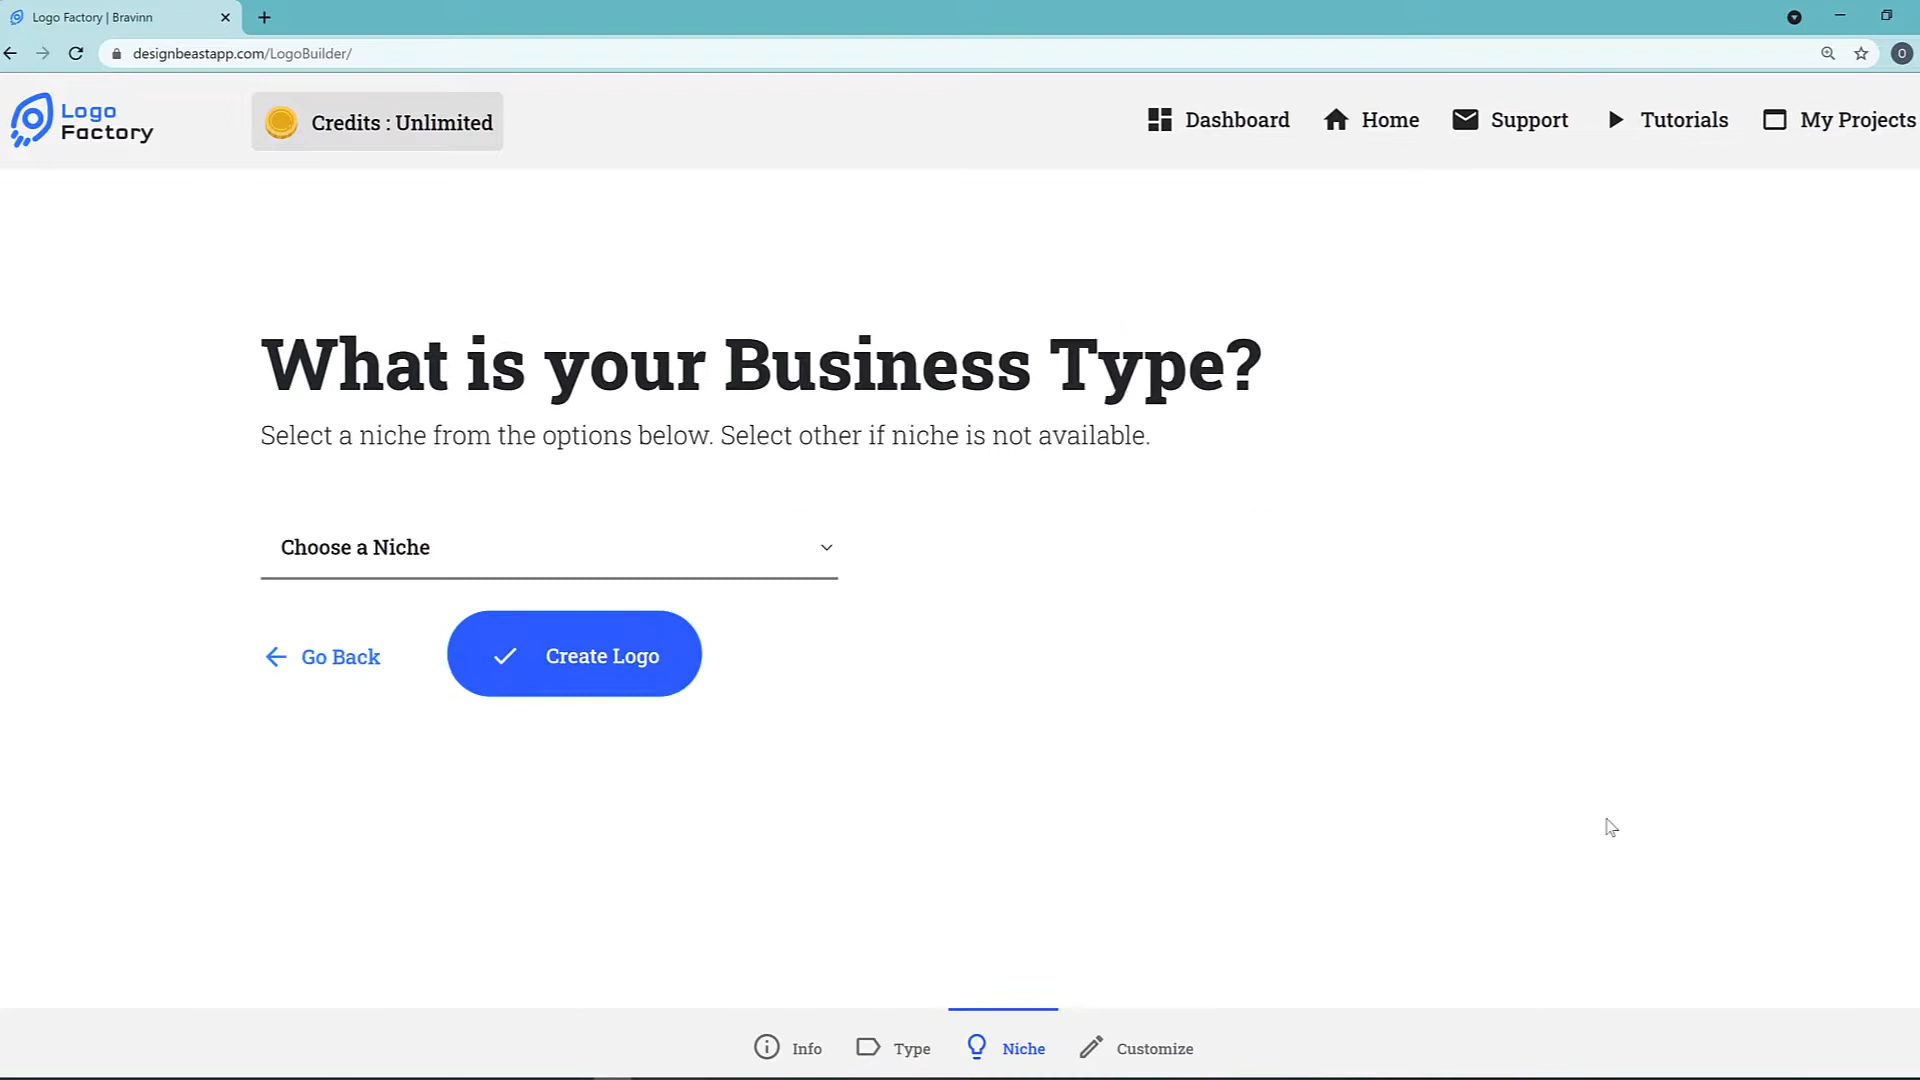 Logo Factory | Bravinn
designbeastapp.com/LogoBuilder/
O
Logo
Factory
Credits : Unlimited
Dashboard
Home
Support
Tutorials
My Projects
What is your Business Type?
Select a niche from the options below. Select other if niche is not available.
Choose a Niche
Go Back
Create Logo
Info
Type
Niche
Customize